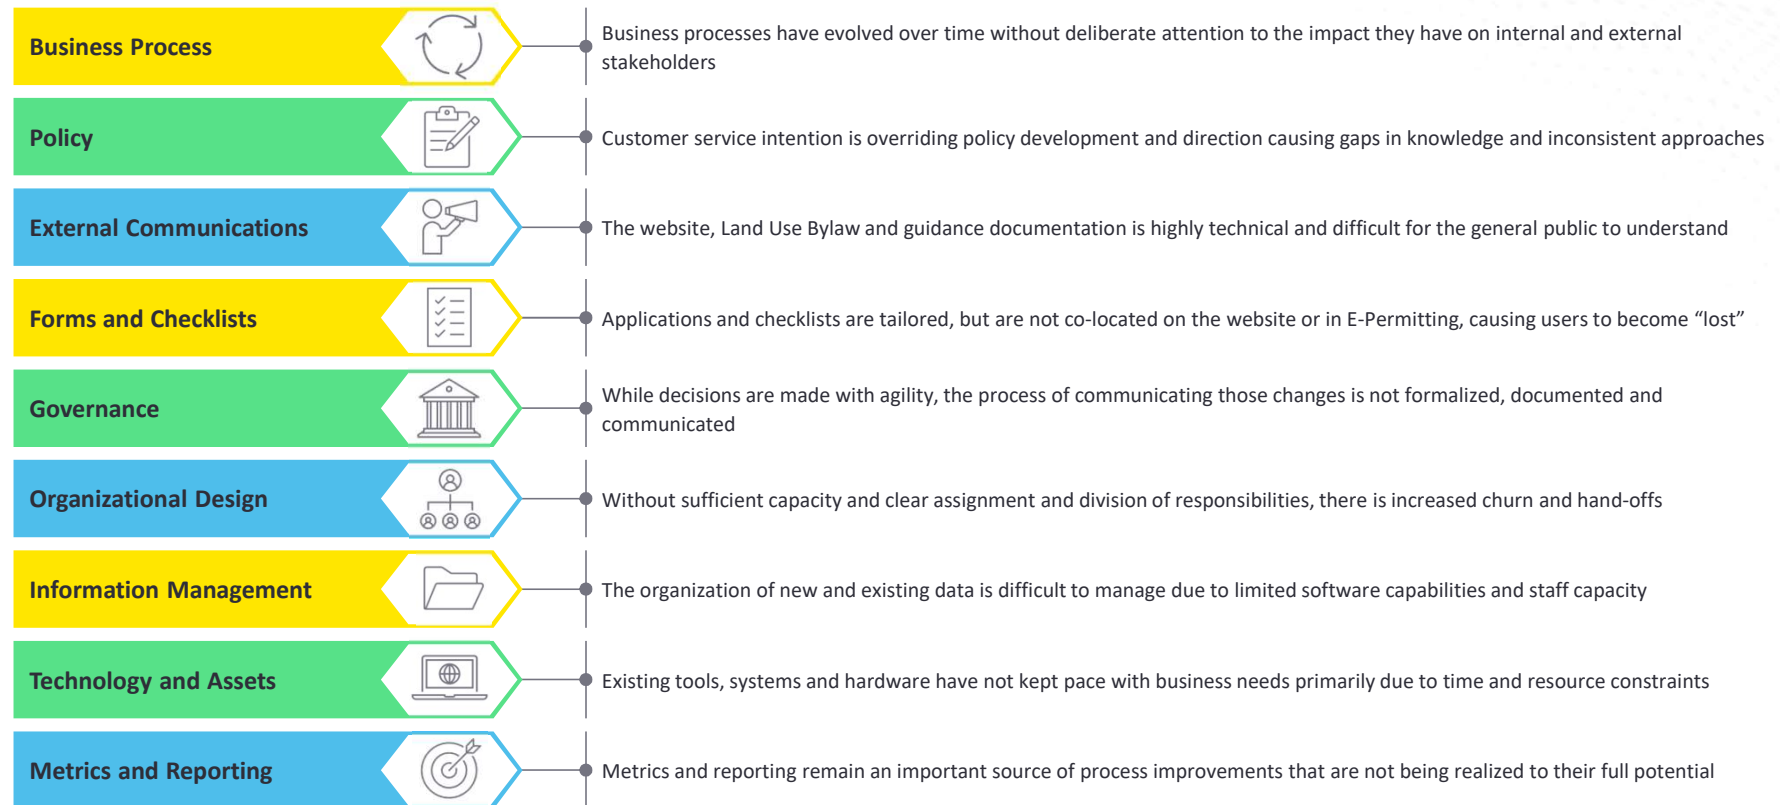 Business Process
Business processes have evolved over time without deliberate attention to the impact they have on internal and external
stakeholders
Policy
Customer service intention is overriding policy development and direction causing gaps in knowledge and inconsistent approaches
External Communications
The website, Land Use Bylaw and guidance documentation is highly technical and difficult for the general public to understand
Forms and Checklists
Applications and checklists are tailored, but are not co-located on the website or in E-Permitting, causing users to become “lost”
Governance
While decisions are made with agility, the process of communicating those changes is not formalized, documented and
communicated
Organizational Design
Without sufficient capacity and clear assignment and division of responsibilities, there is increased churn and hand-offs
Information Management
The organization of new and existing data is difficult to manage due to limited software capabilities and staff capacity
Technology and Assets
Existing tools, systems and hardware have not kept pace with business needs primarily due to time and resource constraints
Metrics and Reporting
Metrics and reporting remain an important source of process improvements that are not being realized to their full potential